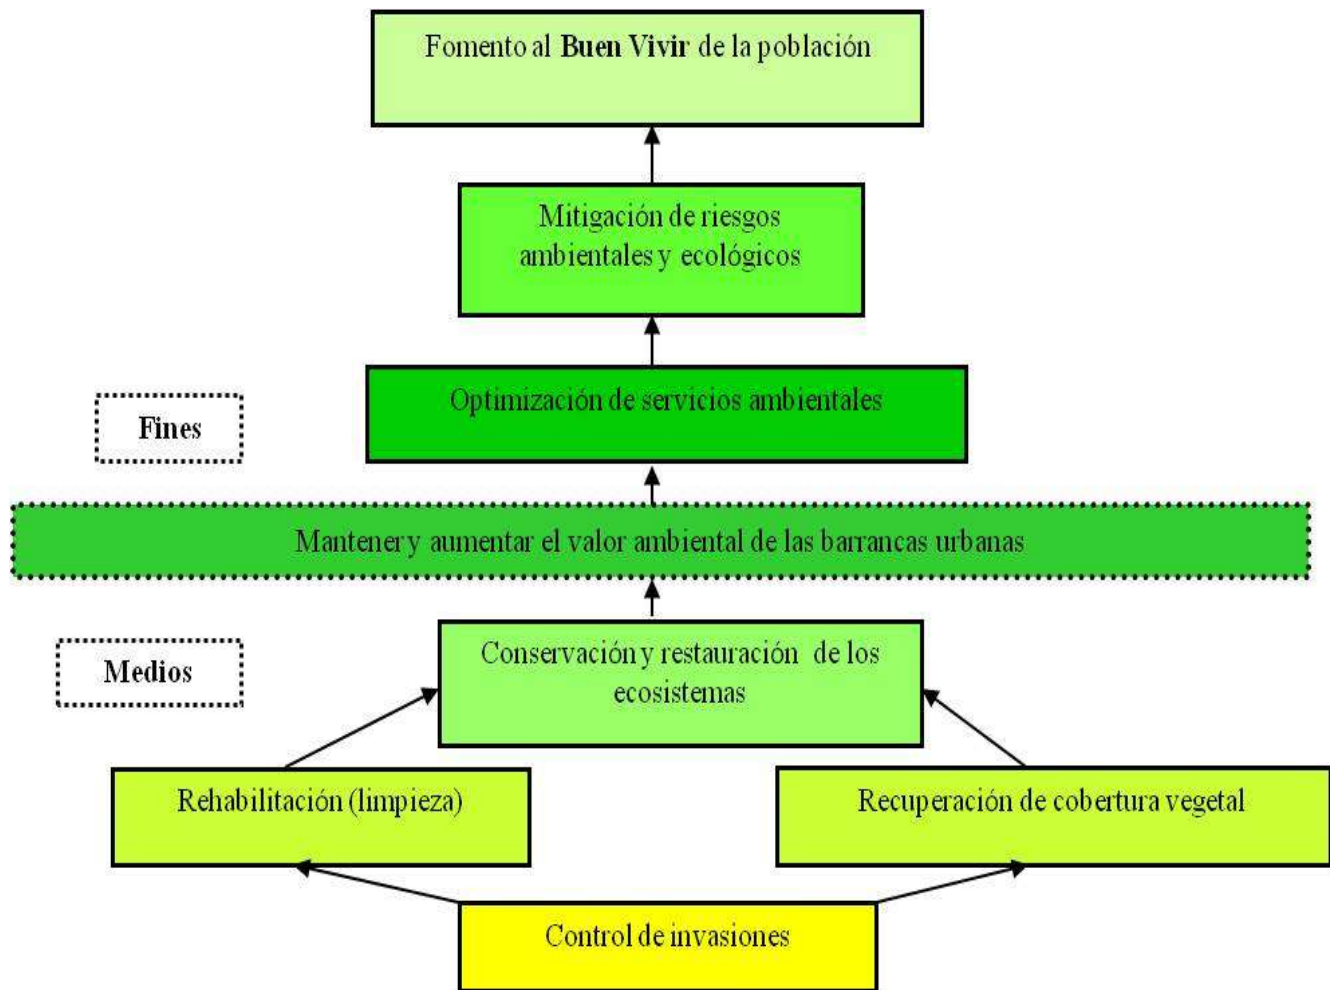 Fomento al Buen Vivir de la población
Mitigación de riesgos
ambientales y ecológicos
Optimización de servicios ambientales
Fines
Mantener y aumentar el valor ambiental de las barrancas urbanas
Medios
Conservación y restauración de los
ecosistemas
Rehabilitación (limpieza)
Recuperación de cobertura vegetal
Control de invasiones